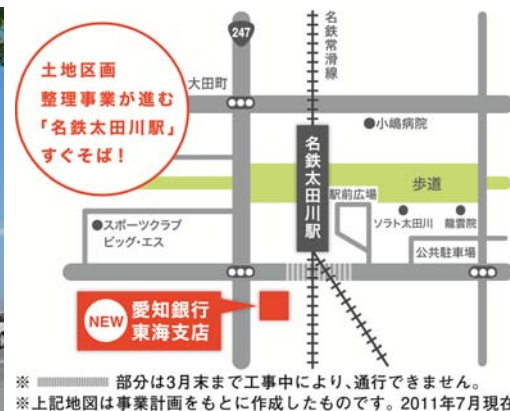 土地区画
整理事業が進む
「名鉄太田川駅」
すぐそば！
247
大田町
名鉄常滑線
●小嶋病院
名鉄太田川駅
歩道
駅前広場
●スポーツクラブ
ビッグ・エス
ソラト太田川
龍雲院
公共駐車場
NEW
愛知銀行
東海支店
※ 部分は3月末まで工事中により、通行できません。
※上記地図は事業計画をもとに作成したものです。2011年7月現在